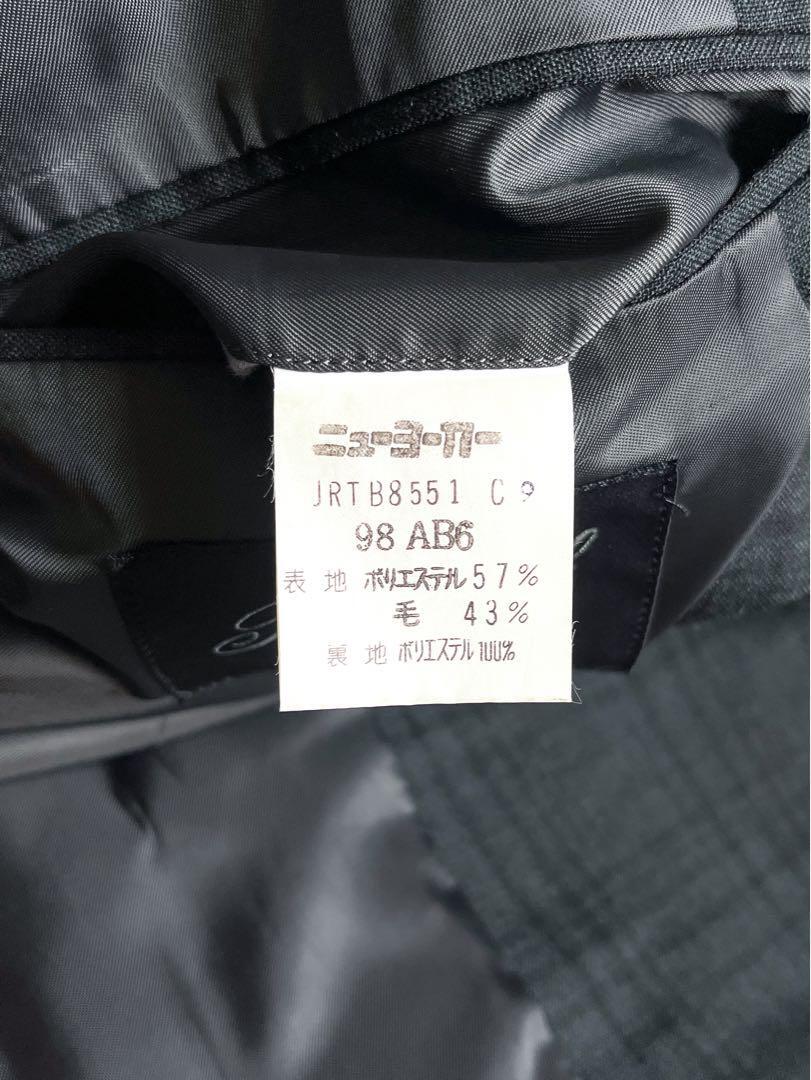 ニューヨーカー
JRTB8551 C 9
98 AB6
表 地 ポリエステル 57%
毛 43%
裏 地 ポリエステル 100%